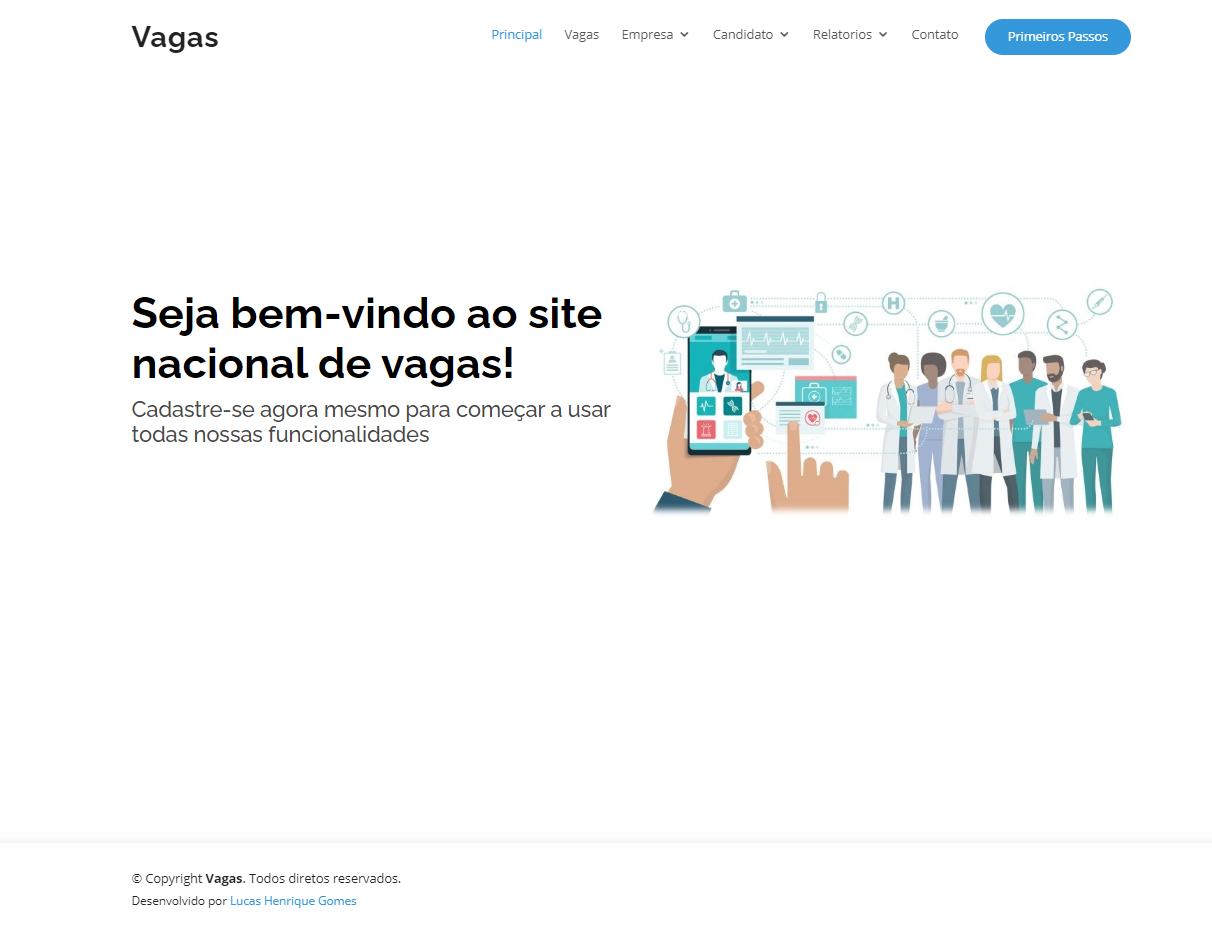 Vagas
Principal
Vagas
Empresa
Candidato
Relatorios
Contato
Primeiros Passos
Seja bem-vindo ao site
nacional de vagas!
Cadastre-se agora mesmo para começar a usar
todas nossas funcionalidades
H
© Copyright Vagas. Todos diretos reservados.
Desenvolvido por Lucas Henrique Gomes